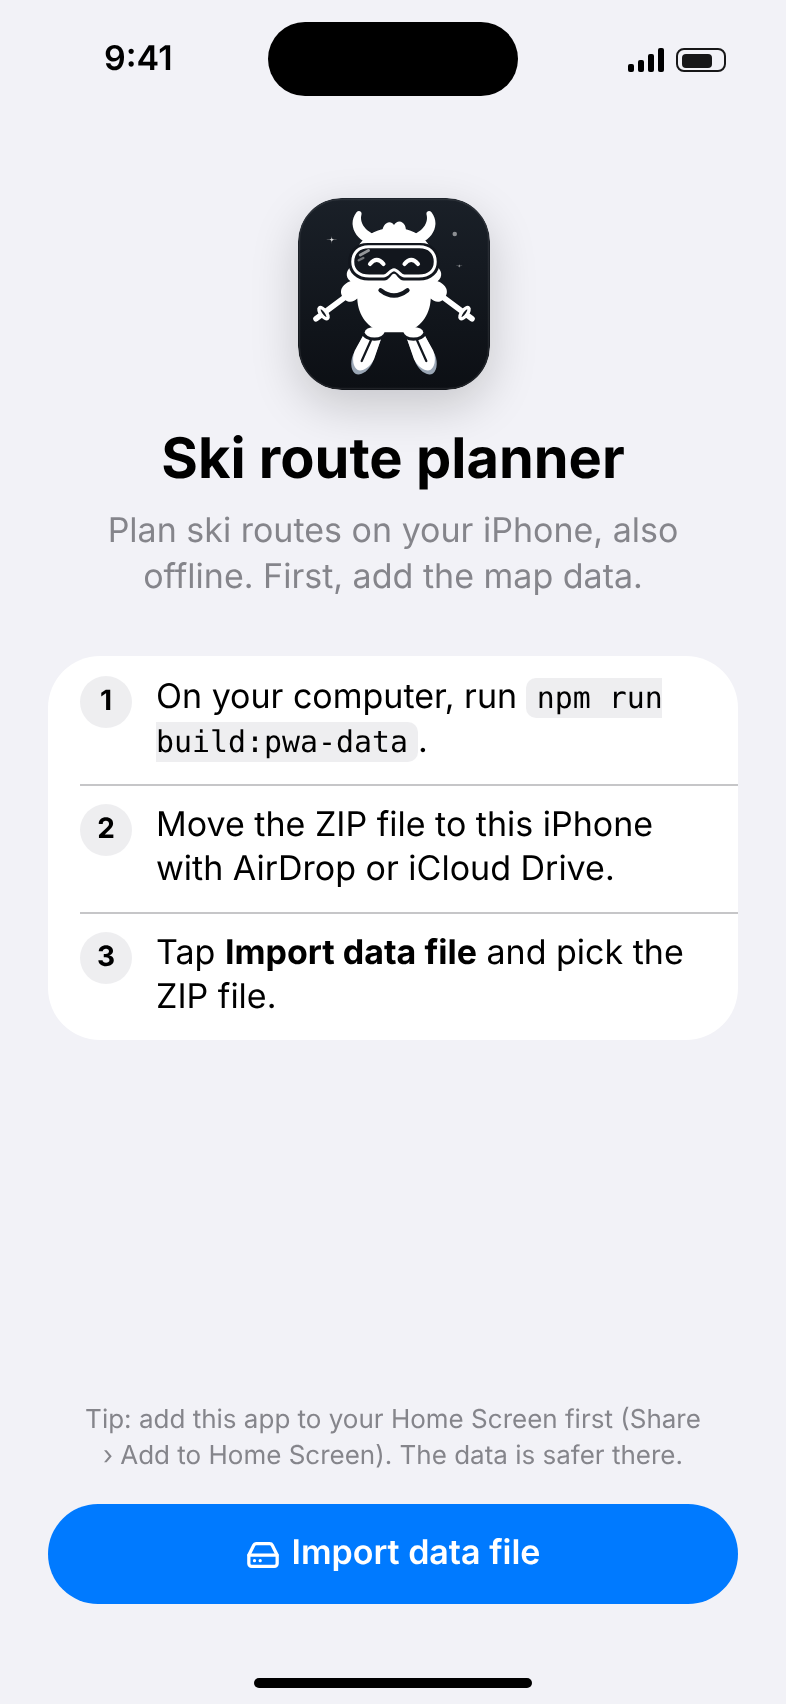 9:41
Ski route planner
Plan ski routes on your iPhone, also
offline. First, add the map data.
1
On your computer, run npm run
build:pwa-data.
2
Move the ZIP file to this iPhone
with AirDrop or iCloud Drive.
3
Tap Import data file and pick the
ZIP file.
Tip: add this app to your Home Screen first (Share
› Add to Home Screen). The data is safer there.
Import data file